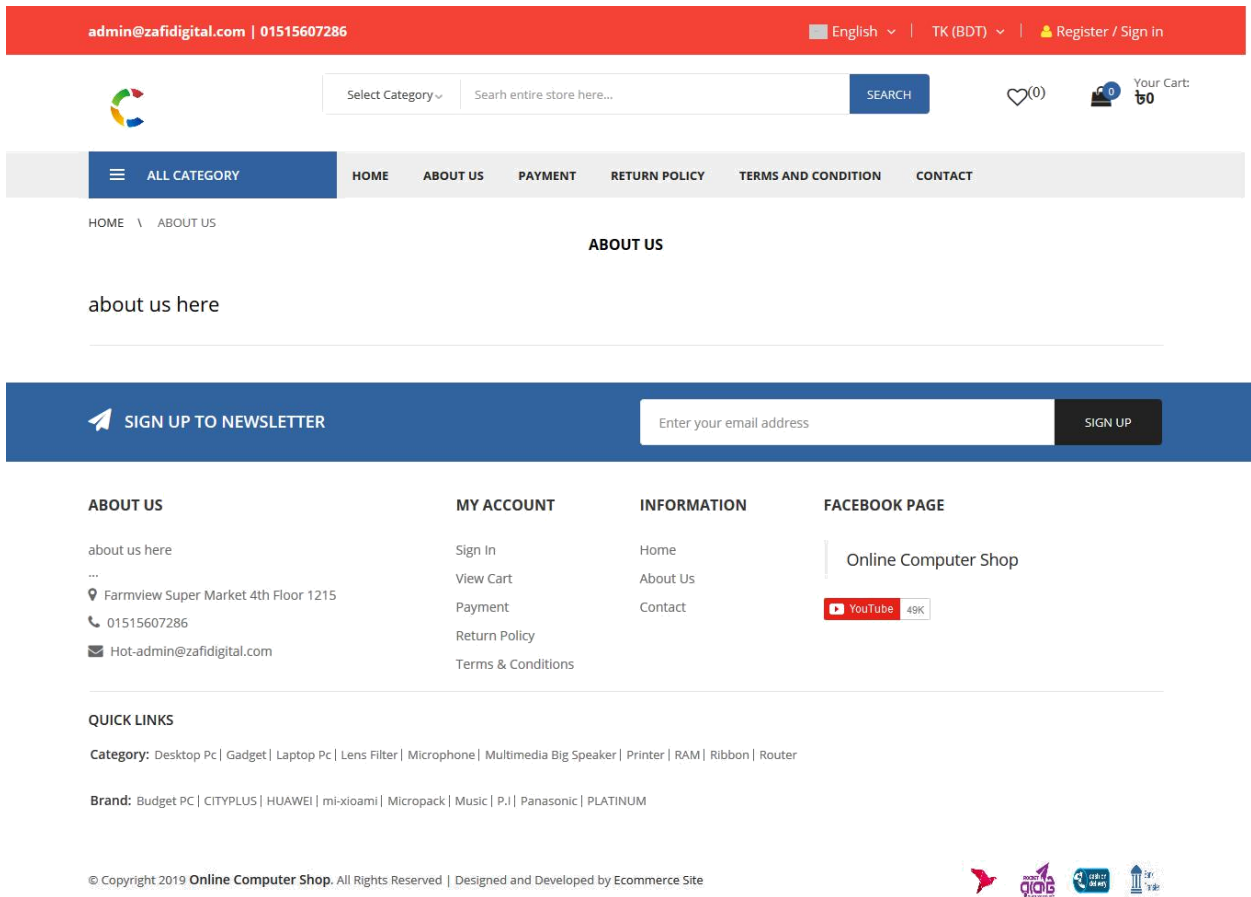 admin@zafidigital.com | 01515607286
English
TK (BDT)
Register / Sign in
Select Category
Searh entire store here...
SEARCH
(0)
0
Your Cart:
৳0
ALL CATEGORY
HOME
ABOUT US
PAYMENT
RETURN POLICY
TERMS AND CONDITION
CONTACT
HOME \ ABOUT US
ABOUT US
about us here
SIGN UP TO NEWSLETTER
Enter your email address
SIGN UP
ABOUT US
about us here
...
Farmview Super Market 4th Floor 1215
01515607286
Hot-admin@zafidigital.com
MY ACCOUNT
Sign In
View Cart
Payment
Return Policy
Terms & Conditions
INFORMATION
Home
About Us
Contact
FACEBOOK PAGE
Online Computer Shop
YouTube 49K
QUICK LINKS
Category: Desktop Pc | Gadget | Laptop Pc | Lens Filter | Microphone | Multimedia Big Speaker | Printer | RAM | Ribbon | Router
Brand: Budget PC | CITYPLUS | HUAWEI | mi-xioami | Micropack | Music | P.I | Panasonic | PLATINUM
© Copyright 2019 Online Computer Shop. All Rights Reserved | Designed and Developed by Ecommerce Site